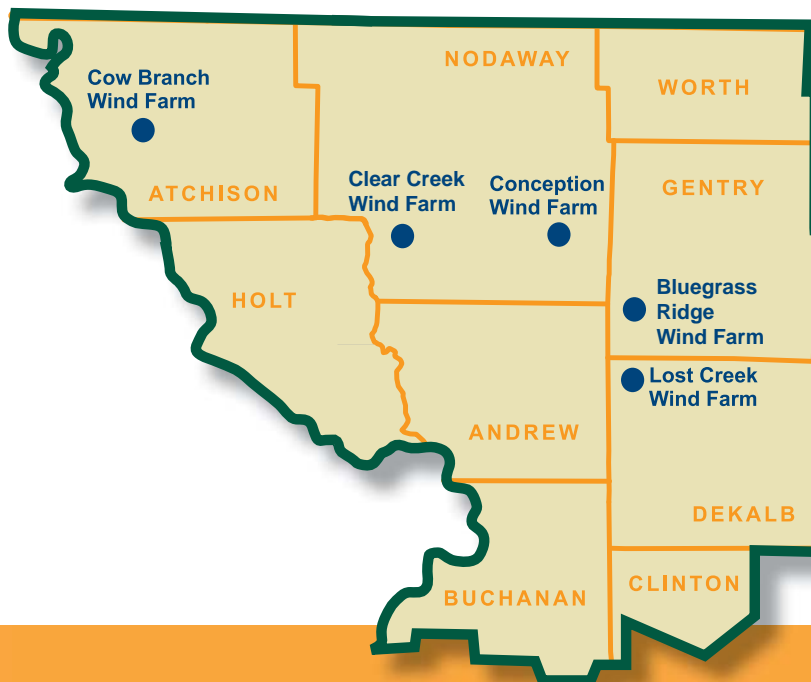 NODAWAY
Cow Branch
Wind Farm
WORTH
ATCHISON
Clear Creek
Wind Farm
Conception
Wind Farm
GENTRY
HOLT
Bluegrass
Ridge
Wind Farm
Lost Creek
Wind Farm
ANDREW
DEKALB
CLINTON
BUCHANAN